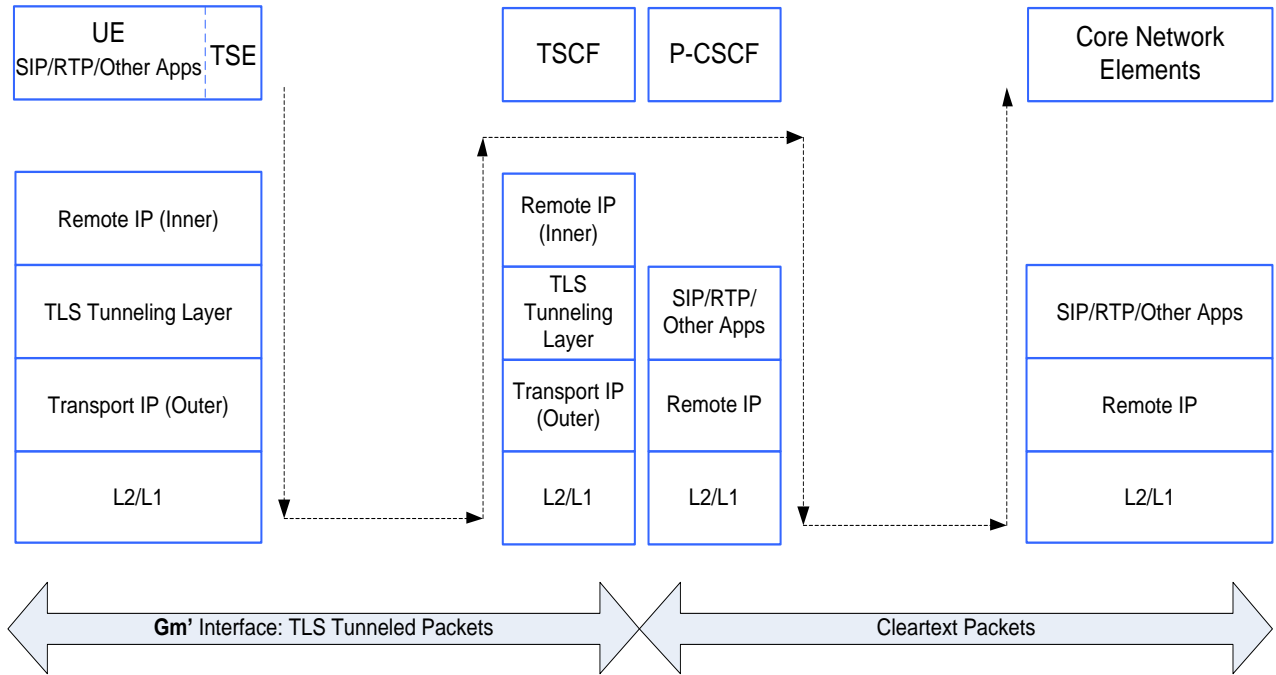 UE
SIP/RTP/Other Apps
TSE
TSCF
P-CSCF
Core Network
Elements
Remote IP (Inner)
TLS Tunneling Layer
Transport IP (Outer)
L2/L1
Remote IP
(Inner)
TLS
Tunneling
Layer
Transport IP
(Outer)
L2/L1
SIP/RTP/
Other Apps
Remote IP
L2/L1
SIP/RTP/Other Apps
Remote IP
L2/L1
Gm' Interface: TLS Tunneled Packets
Cleartext Packets